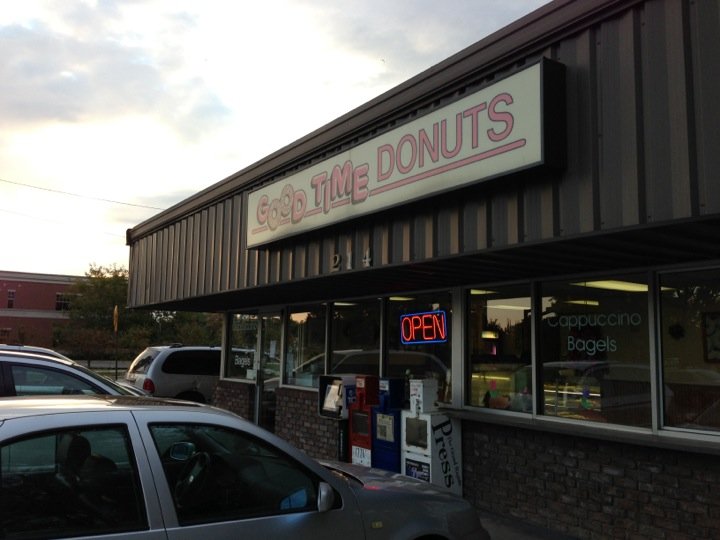 GOOD TIME DONUTS
214
OPEN
Cappuccino
Bagels
Bagels
Press